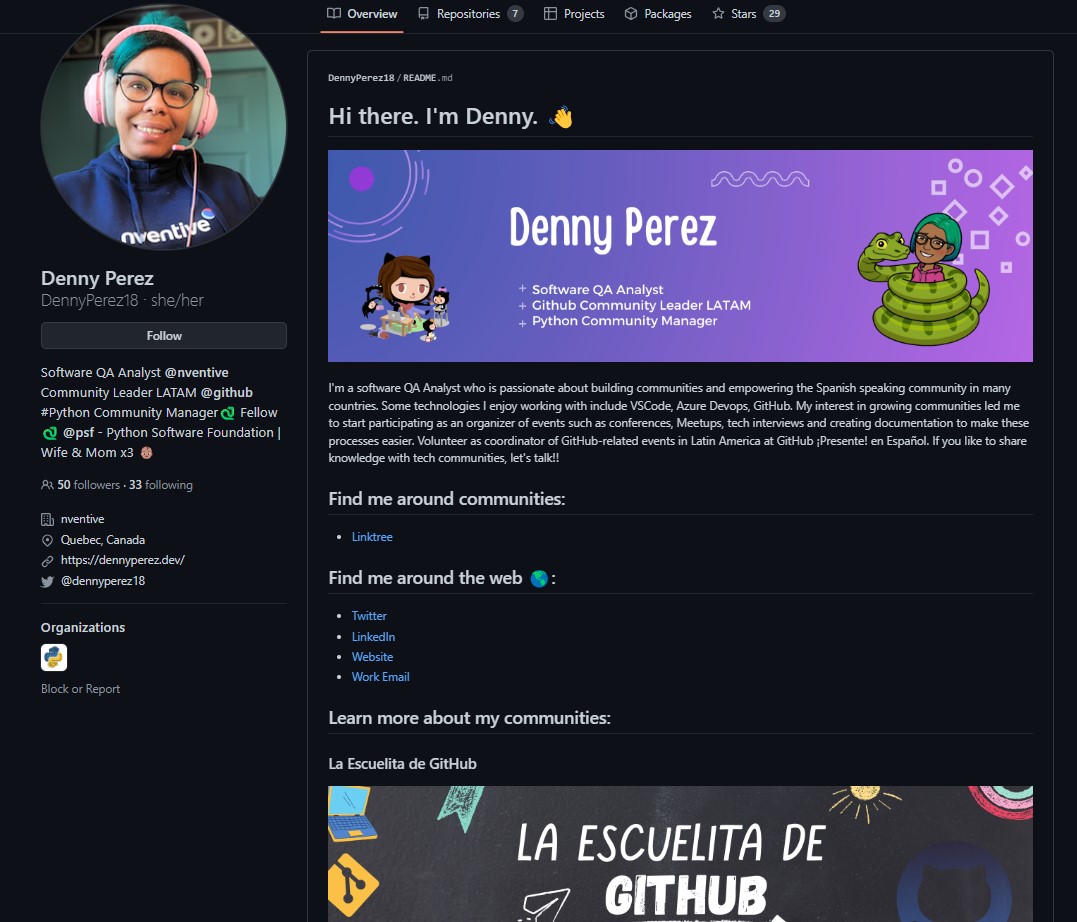 Overview
Repositories 7
Projects
Packages
Stars 29
nventive
Denny Perez
DennyPerez18 · she/her
Follow
Software QA Analyst @nventive
Community Leader LATAM @github
#Python Community Manager Fellow
@psf - Python Software Foundation |
Wife & Mom x3
50 followers · 33 following
nventive
Quebec, Canada
https://dennyperez.dev/
@dennyperez18
Organizations
Block or Report
DennyPerez18 / README.md
Hi there. I'm Denny. 👋
Denny Perez
+ Software QA Analyst
+ Github Community Leader LATAM
+ Python Community Manager
I'm a software QA Analyst who is passionate about building communities and empowering the Spanish speaking community in many
countries. Some technologies I enjoy working with include VSCode, Azure Devops, GitHub. My interest in growing communities led me
to start participating as an organizer of events such as conferences, Meetups, tech interviews and creating documentation to make these
processes easier. Volunteer as coordinator of GitHub-related events in Latin America at GitHub ¡Presente! en Español. If you like to share
knowledge with tech communities, let's talk!!
Find me around communities:
• Linktree
Find me around the web 🌎:
• Twitter
• LinkedIn
• Website
• Work Email
Learn more about my communities:
La Escuelita de GitHub
LA ESCUELITA DE
GITHUB